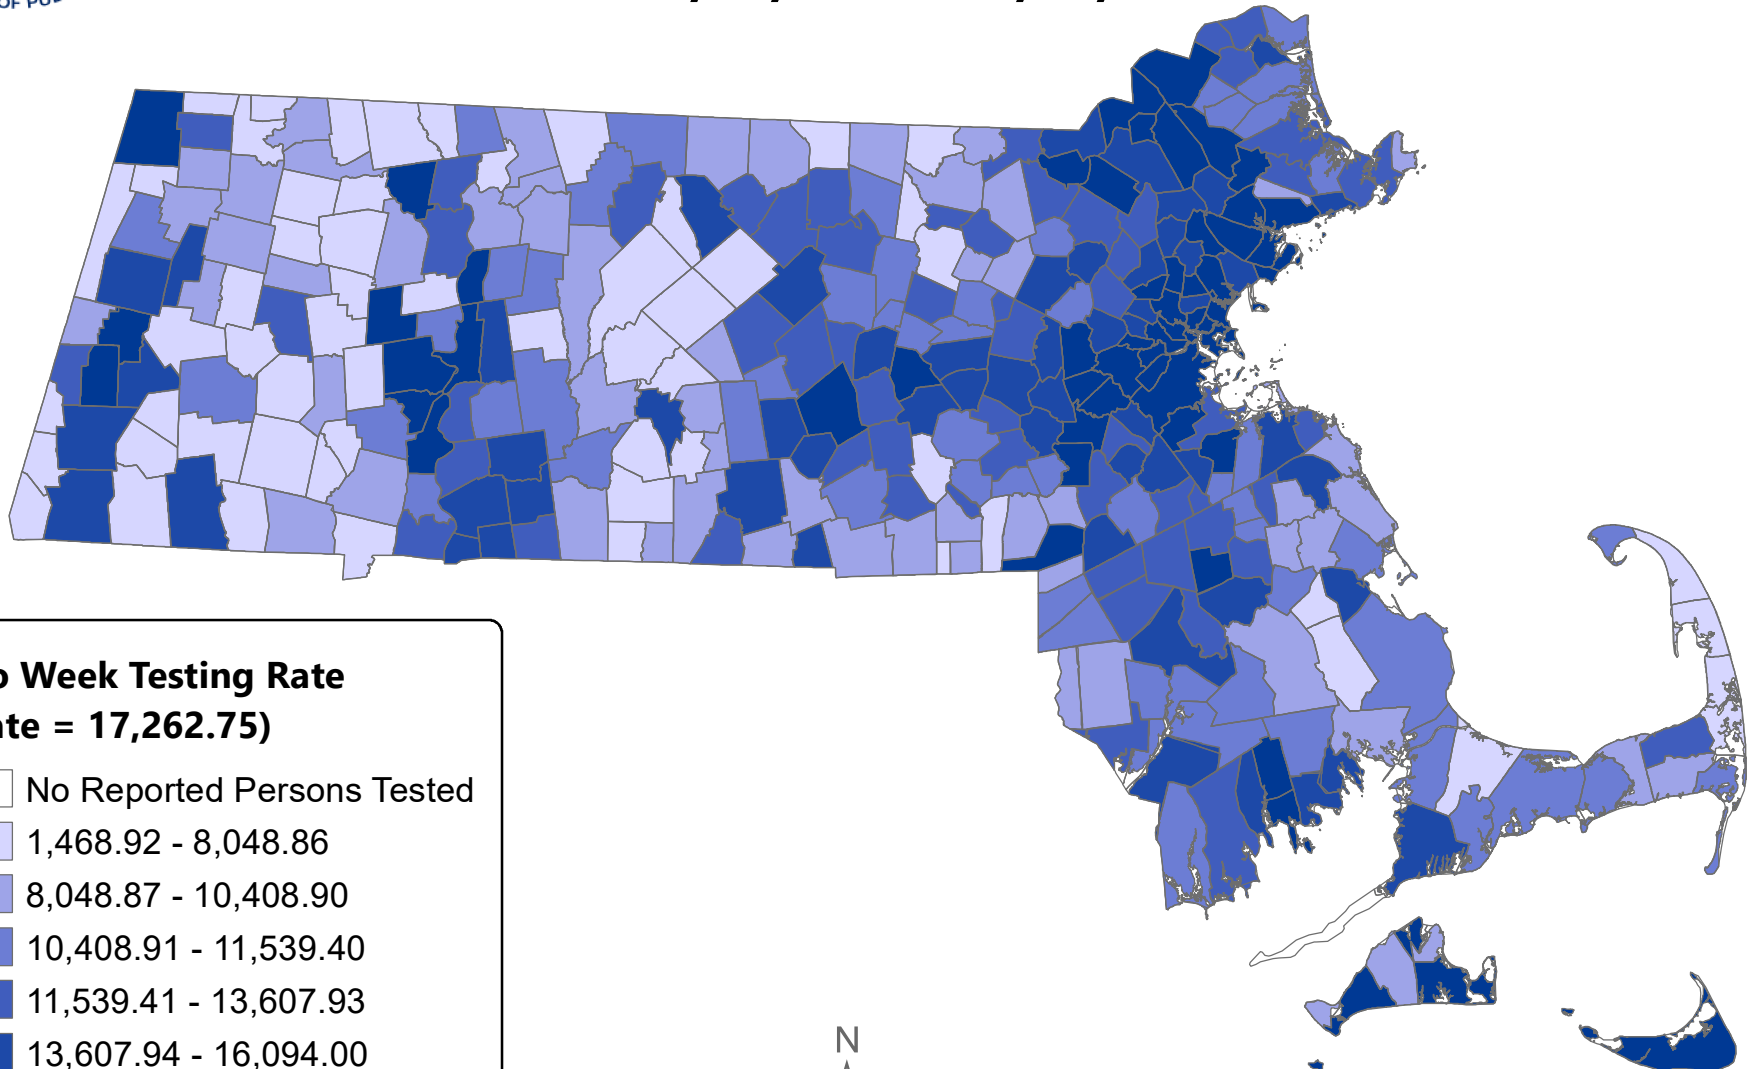 Week Testing Rate
= 17,262.75)
No Reported Persons Tested
1,468.92 - 8,048.86
8,048.87 - 10,408.90
10,408.91 - 11,539.40
11,539.41 - 13,607.93
13,607.94 - 16,094.00
N